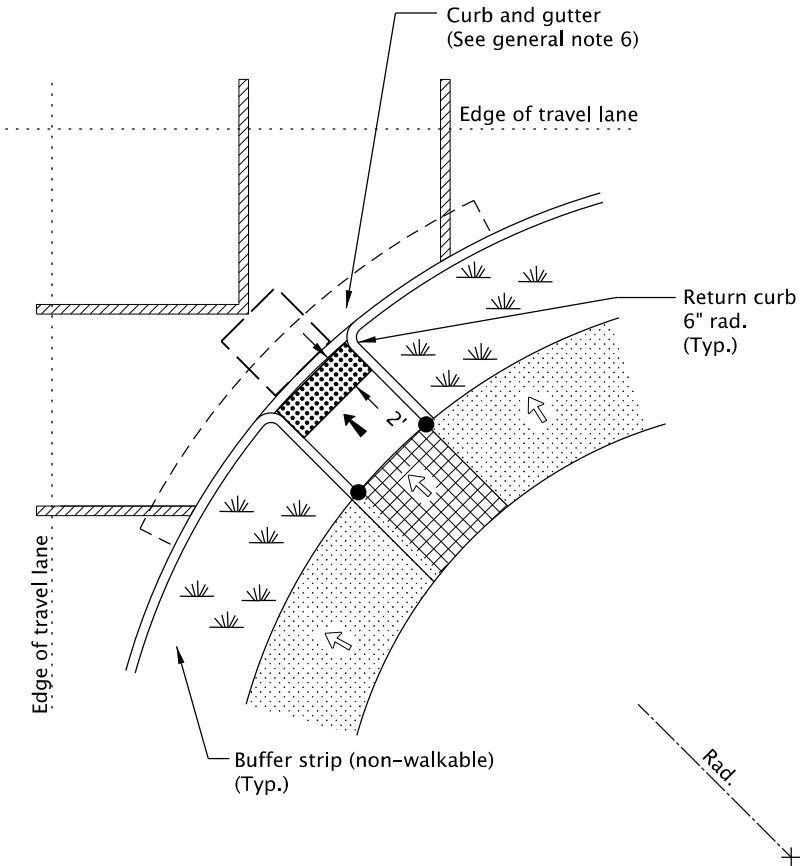 Curb and gutter
(See general note 6)
Edge of travel lane
Return curb
6" rad.
(Typ.)
2'
Edge of travel lane
Buffer strip (non-walkable)
(Typ.)
Rad.